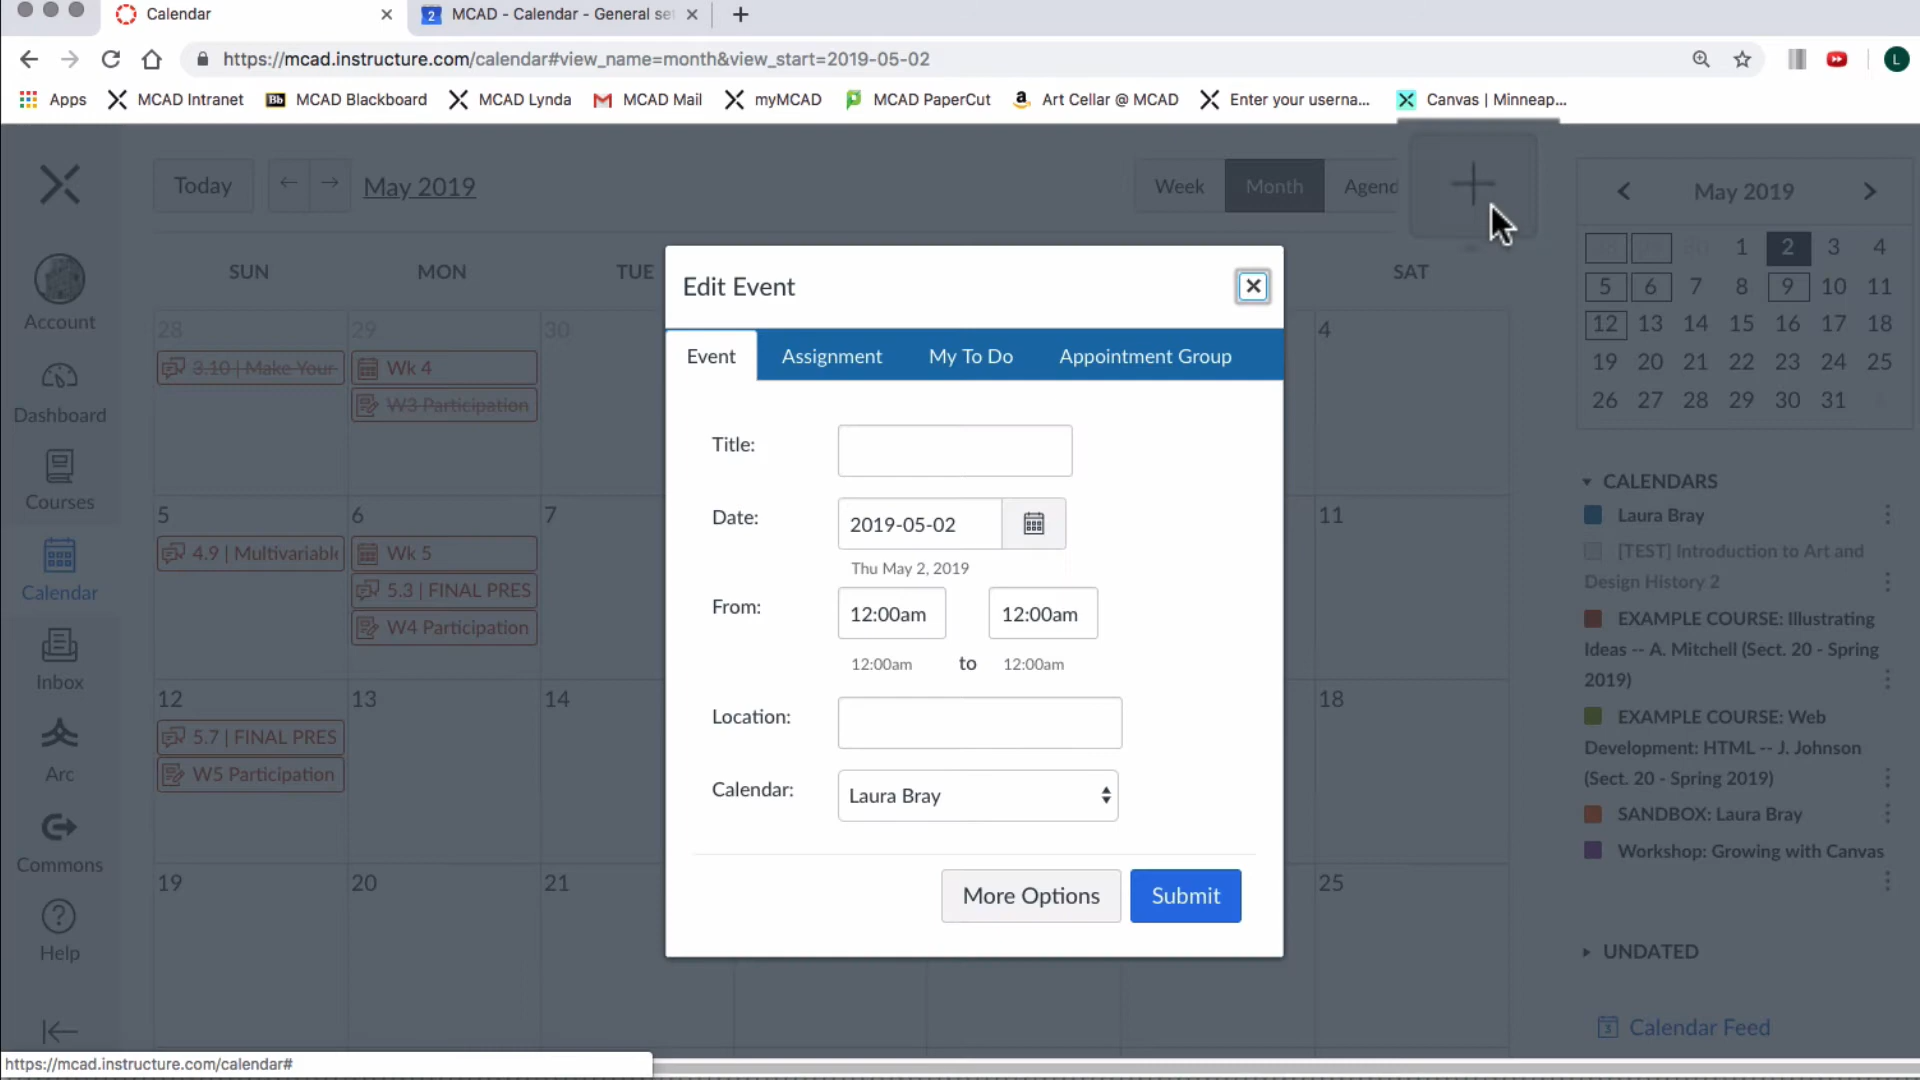 Calendar
MCAD - Calendar - General se
https://mcad.instructure.com/calendar#view_name=month&view_start=2019-05-02
L
Apps
MCAD Intranet
Bb MCAD Blackboard
MCAD Lynda
MCAD Mail
myMCAD
MCAD PaperCut
Art Cellar @ MCAD
Enter your userna...
Canvas | Minneap...
Today
May 2019
Week
Month
Agend
Account
Dashboard
Courses
Calendar
Inbox
Arc
Commons
Help
SUN MON TUE SAT
28 29 30 4
3.10 | Make Your
Wk 4
W3 Participation
5 6 7 11
4.9 | Multivariable
Wk 5
5.3 | FINAL PRES
W4 Participation
12 13 14 18
5.7 | FINAL PRES
W5 Participation
19 20 21 25
Edit Event
Event Assignment My To Do Appointment Group
Title:
Date: 2019-05-02
Thu May 2, 2019
From: 12:00am 12:00am
12:00am to 12:00am
Location:
Calendar: Laura Bray
More Options Submit
May 2019
1 2 3 4
5 6 7 8 9 10 11
12 13 14 15 16 17 18
19 20 21 22 23 24 25
26 27 28 29 30 31
CALENDARS
Laura Bray
[TEST] Introduction to Art and
Design History 2
EXAMPLE COURSE: Illustrating
Ideas -- A. Mitchell (Sect. 20 - Spring
2019)
EXAMPLE COURSE: Web
Development: HTML -- J. Johnson
(Sect. 20 - Spring 2019)
SANDBOX: Laura Bray
Workshop: Growing with Canvas
UNDATED
Calendar Feed
https://mcad.instructure.com/calendar#